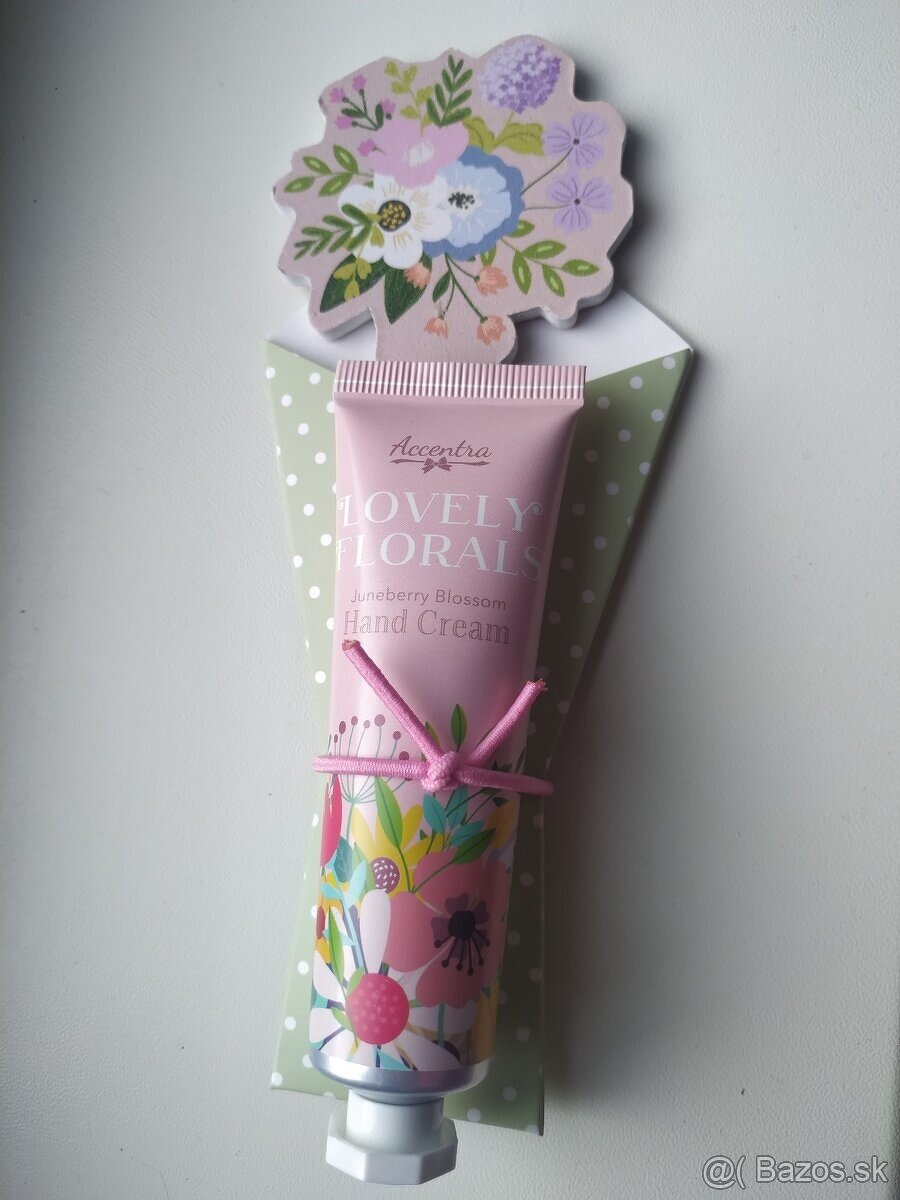 Accentra
LOVELY
FLORALS
Juneberry Blossom
Hand Cream
@( Bazos.sk